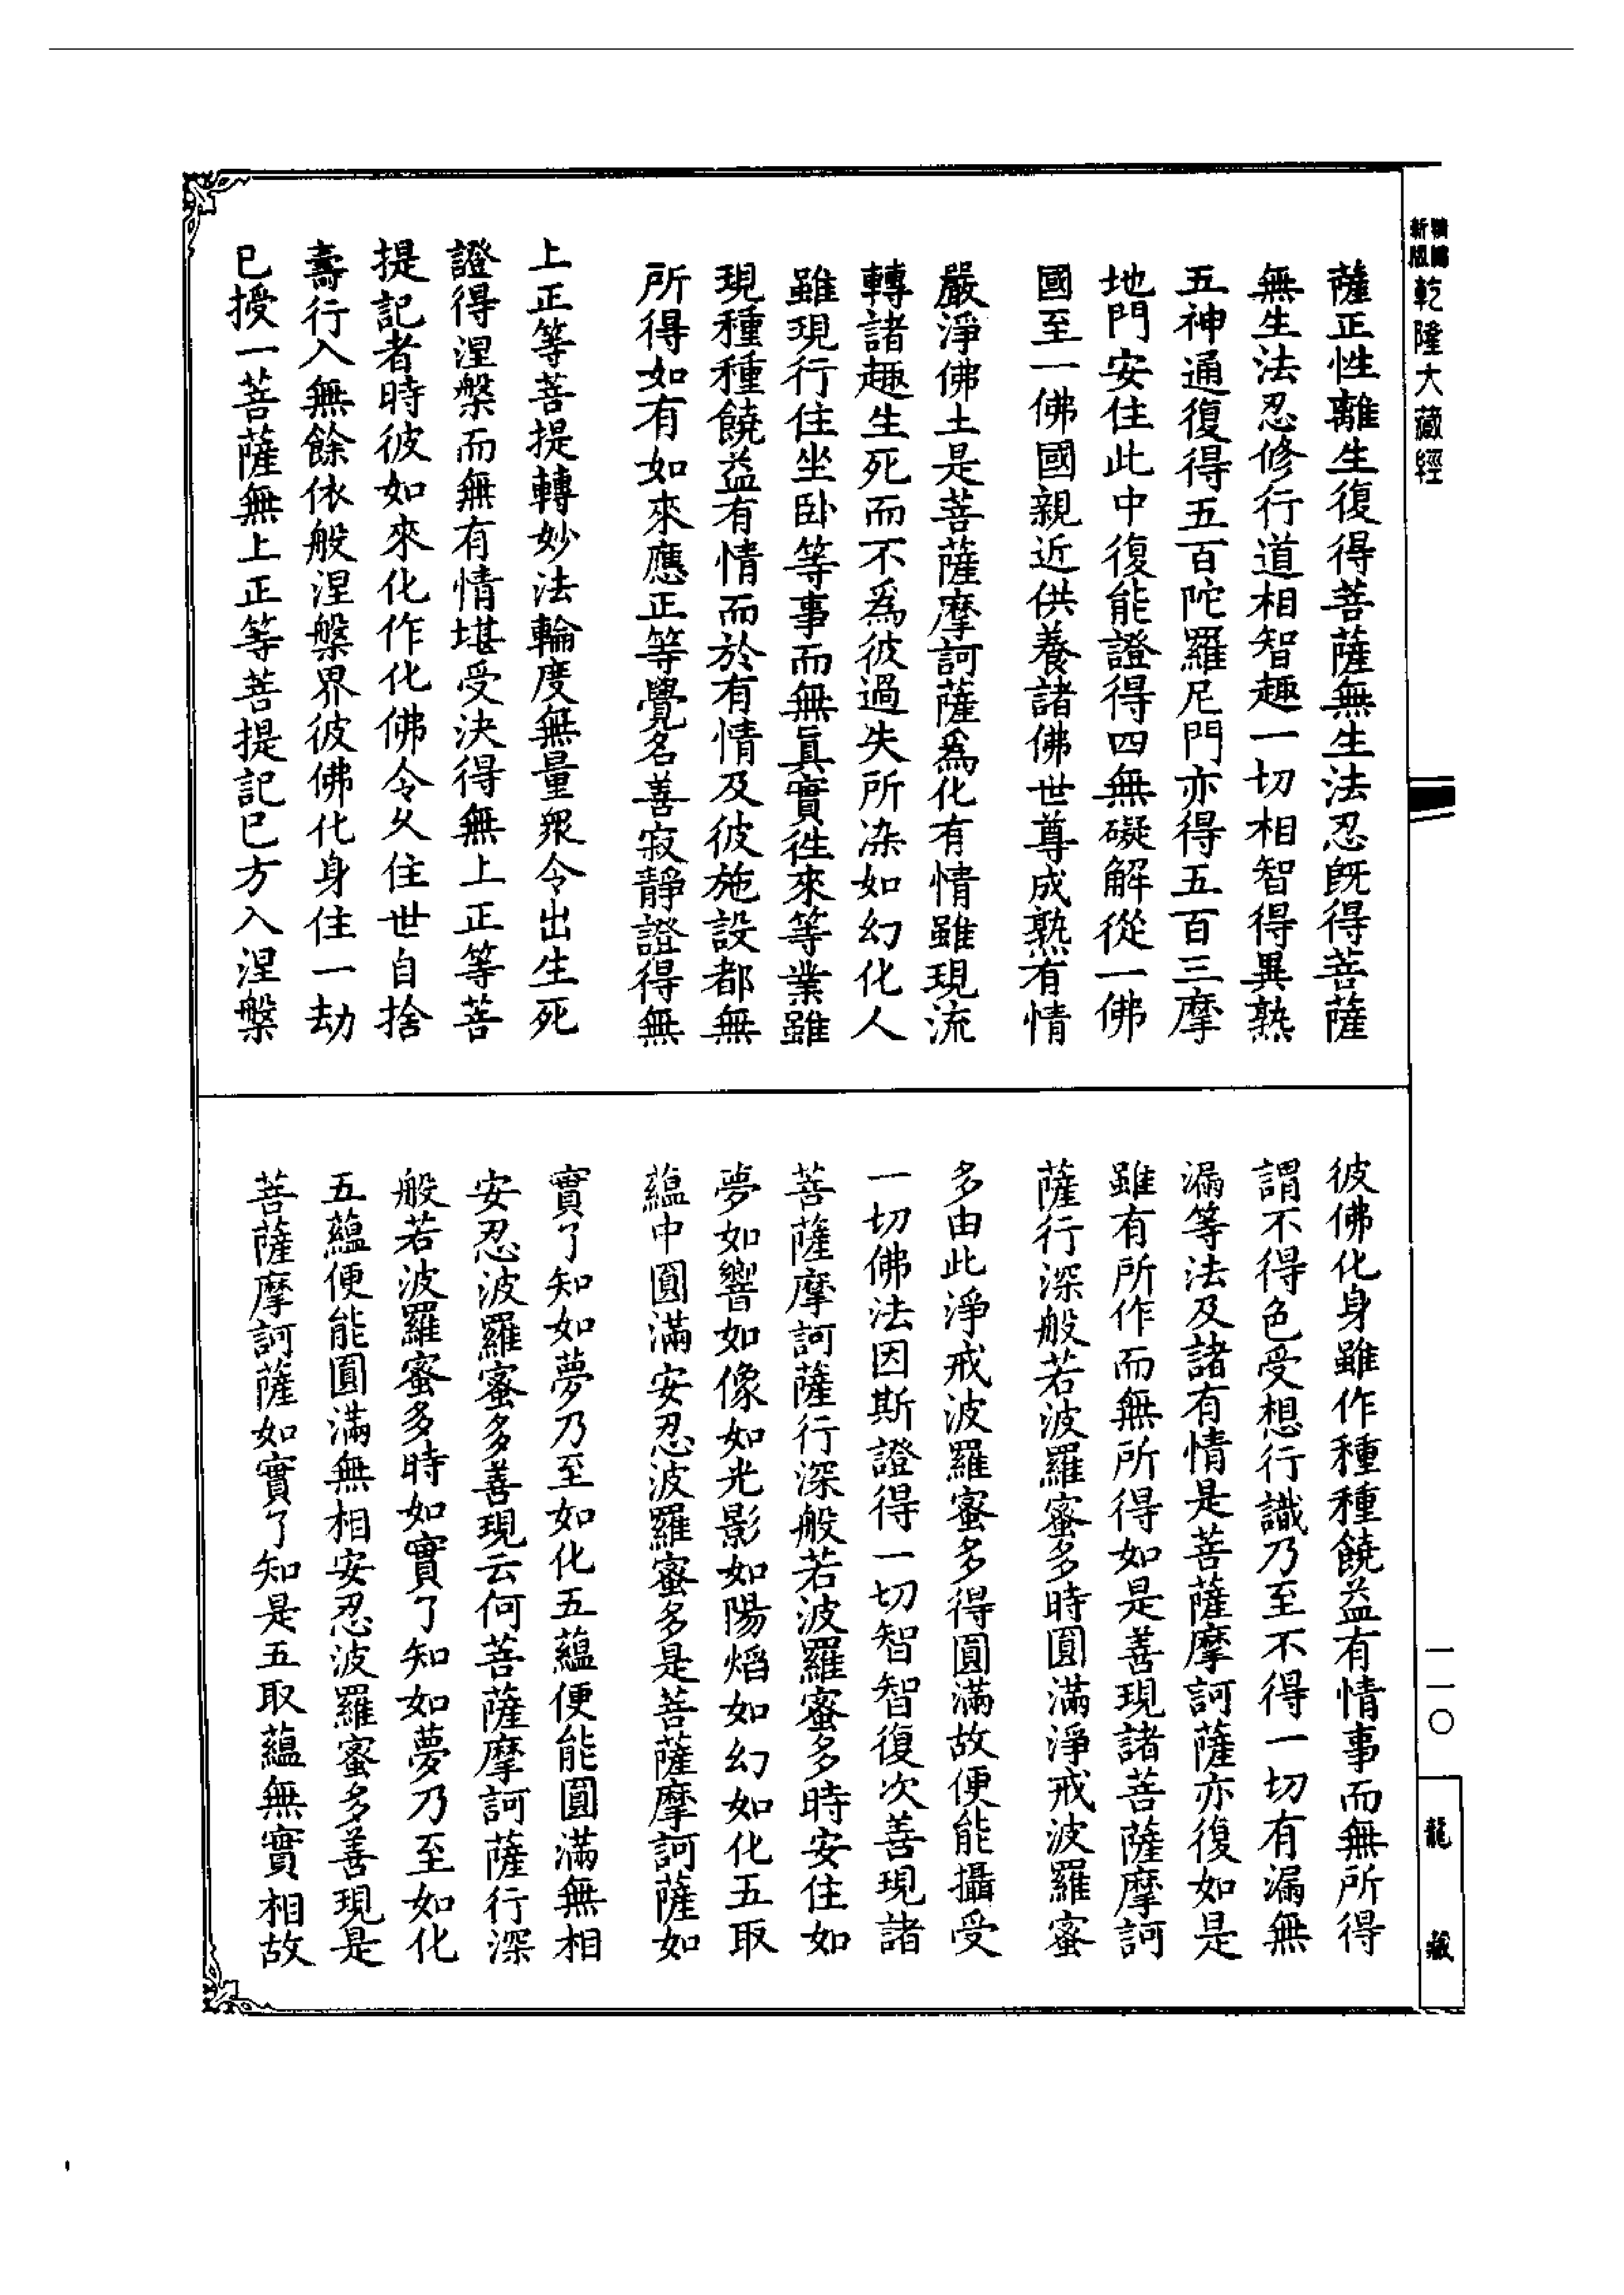 新編縮版乾隆大藏經
一一〇
龍藏
薩正性離生復得菩薩無生法忍旣得菩薩
無生法忍修行道相智趣一切相智得異熟
五神通復得五百陀羅尼門亦得五百三摩
地門安住此中復能證得四無礙解從一佛
國至一佛國親近供養諸佛世尊成熟有情
嚴淨佛土是菩薩摩訶薩爲化有情雖現流
轉諸趣生死而不爲彼過失所染如幻化人
雖現行住坐臥等事而無眞實徃來等業雖
現種種饒益有情而於有情及彼施設都無
所得如有如來應正等覺名善寂靜證得無
上正等菩提轉妙法輪度無量衆令出生死
證得涅槃而無有情堪受決得無上正等菩
提記者時彼如來化作化佛令久住世自捨
壽行入無餘依般涅槃界彼佛化身住一劫
已授一菩薩無上正等菩提記已方入涅槃
彼佛化身雖作種種饒益有情事而無所得
謂不得色受想行識乃至不得一切有漏無
漏等法及諸有情是菩薩摩訶薩亦復如是
雖有所作而無所得如是善現諸菩薩摩訶
薩行深般若波羅蜜多時圓滿淨戒波羅蜜
多由此淨戒波羅蜜多得圓滿故便能攝受
一切佛法因斯證得一切智智復次善現諸
菩薩摩訶薩行深般若波羅蜜多時安住如
夢如響如像如光影如陽焰如幻如化五取
蘊中圓滿安忍波羅蜜多是菩薩摩訶薩如
實了知如夢乃至如化五蘊便能圓滿無相
安忍波羅蜜多善現云何菩薩摩訶薩行深
般若波羅蜜多時如實了知如夢乃至如化
五蘊便能圓滿無相安忍波羅蜜多善現是
菩薩摩訶薩如實了知是五取蘊無實相故